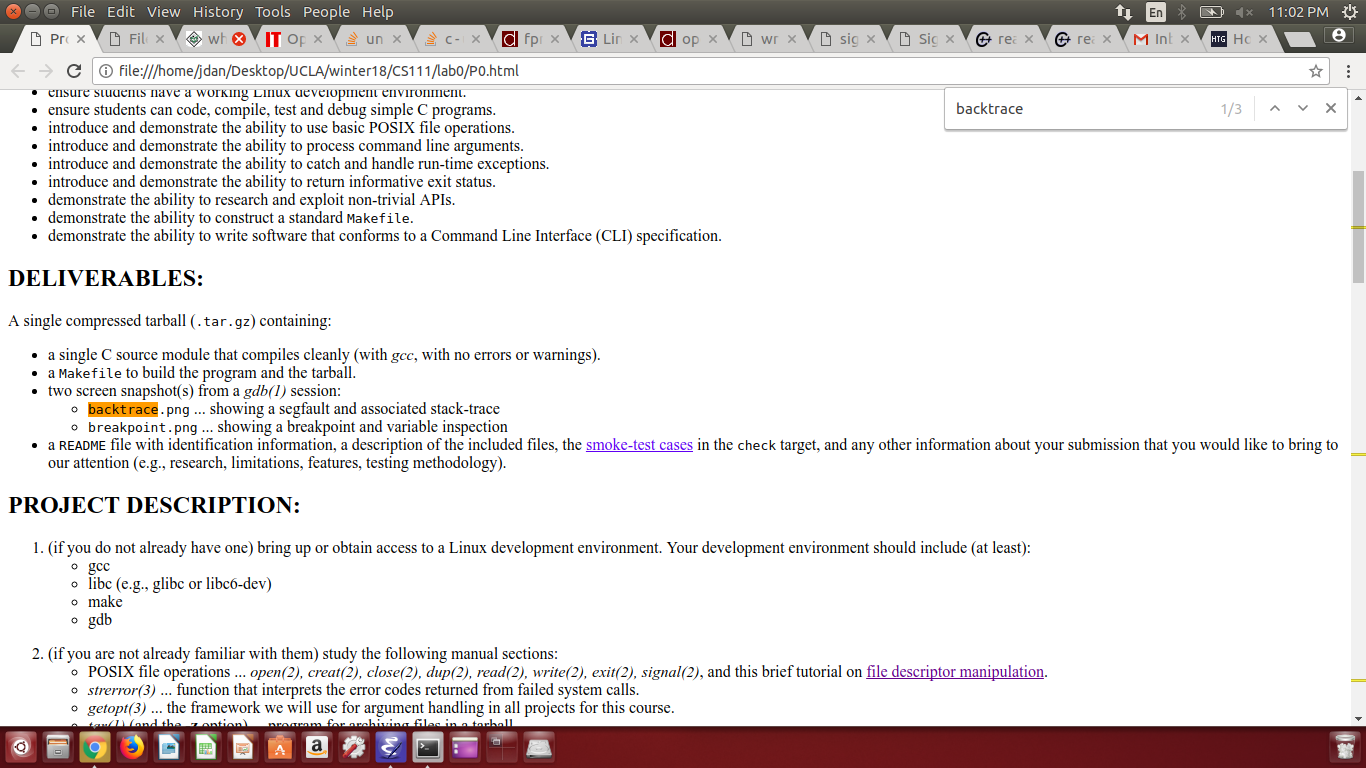 File Edit View History Tools People Help
En
11:02 PM
Pr
File
wh
Op
un
c -
fpr
Lin
op
wr
sig
Sig
rea
rea
Inb
HTG
Ho
file:///home/jdan/Desktop/UCLA/winter18/CS111/lab0/P0.html
backtrace
1/3
ensure students have a working Linux development environment.
ensure students can code, compile, test and debug simple C programs.
introduce and demonstrate the ability to use basic POSIX file operations.
introduce and demonstrate the ability to process command line arguments.
introduce and demonstrate the ability to catch and handle run-time exceptions.
introduce and demonstrate the ability to return informative exit status.
demonstrate the ability to research and exploit non-trivial APIs.
demonstrate the ability to construct a standard Makefile.
demonstrate the ability to write software that conforms to a Command Line Interface (CLI) specification.
DELIVERABLES:
A single compressed tarball (.tar.gz) containing:
a single C source module that compiles cleanly (with gcc, with no errors or warnings).
a Makefile to build the program and the tarball.
two screen snapshot(s) from a gdb(1) session:
backtrace.png ... showing a segfault and associated stack-trace
breakpoint.png ... showing a breakpoint and variable inspection
a README file with identification information, a description of the included files, the smoke-test cases in the check target, and any other information about your submission that you would like to bring to
our attention (e.g., research, limitations, features, testing methodology).
PROJECT DESCRIPTION:
1. (if you do not already have one) bring up or obtain access to a Linux development environment. Your development environment should include (at least):
gcc
libc (e.g., glibc or libc6-dev)
make
gdb
2. (if you are not already familiar with them) study the following manual sections:
POSIX file operations ... open(2), creat(2), close(2), dup(2), read(2), write(2), exit(2), signal(2), and this brief tutorial on file descriptor manipulation.
strerror(3) ... function that interprets the error codes returned from failed system calls.
getopt(3) ... the framework we will use for argument handling in all projects for this course.
tar(1) (and the -z option) ... program for archiving files in a tarball.